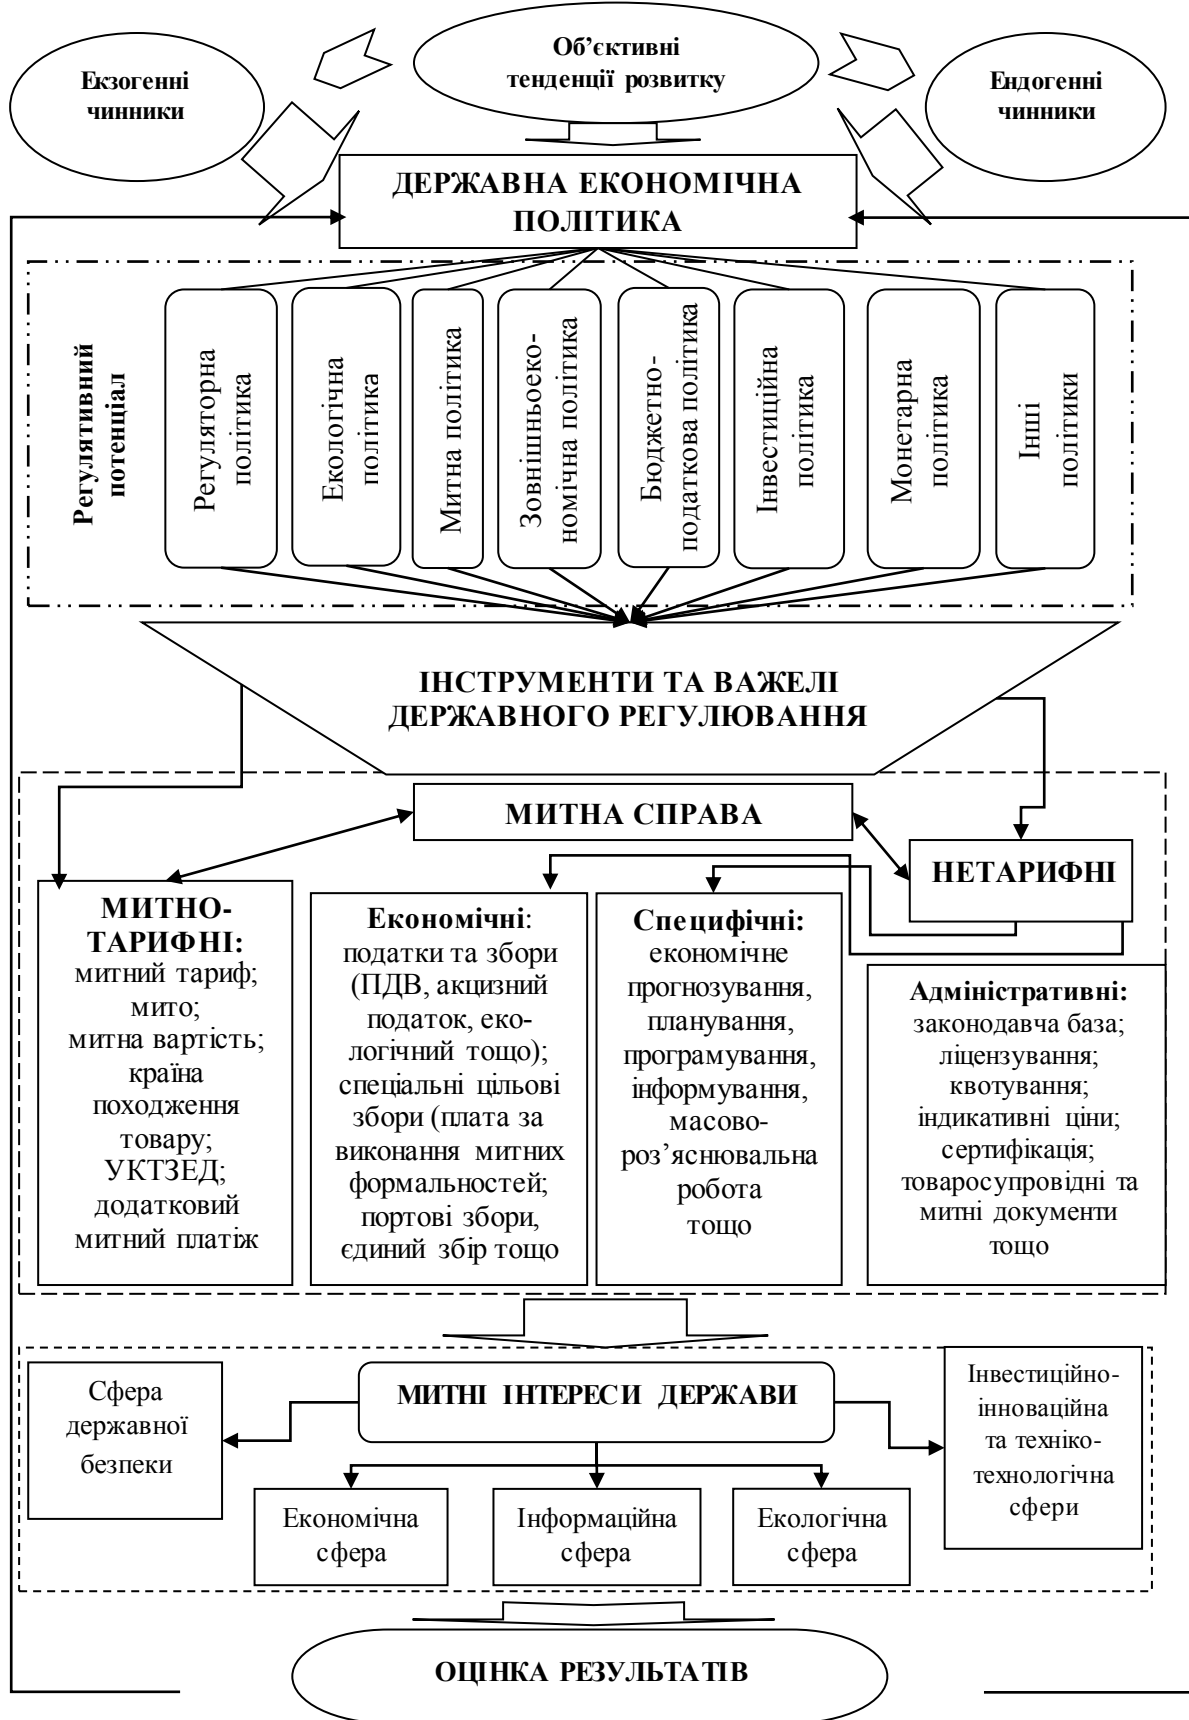 Об’єктивні
тенденції розвитку
Екзогенні
чинники
Ендогенні
чинники
ДЕРЖАВНА ЕКОНОМІЧНА
ПОЛІТИКА
Регулятивний
потенціал
Регуляторна
політика
Екологічна
політика
Митна політика
Зовнішньоеко-
номічна політика
Бюджетно-
податкова політика
Інвестиційна
політика
Монетарна
політика
Інші
політики
ІНСТРУМЕНТИ ТА ВАЖЕЛІ
ДЕРЖАВНОГО РЕГУЛЮВАННЯ
МИТНА СПРАВА
НЕТАРИФНІ
МИТНО-
ТАРИФНІ:
митний тариф;
мито;
митна вартість;
країна
походження
товару;
УКТЗЕД;
додатковий
митний платіж
Економічні:
податки та збори
(ПДВ, акцизний
податок, еко-
логічний тощо);
спеціальні цільові
збори (плата за
виконання митних
формальностей;
портові збори,
єдиний збір тощо
Специфічні:
економічне
прогнозування,
планування,
програмування,
інформування,
масово-
роз’яснювальна
робота
тощо
Адміністративні:
законодавча база;
ліцензування;
квотування;
індикативні ціни;
сертифікація;
товаросупровідні та
митні документи
тощо
МИТНІ ІНТЕРЕСИ ДЕРЖАВИ
Сфера
державної
безпеки
Інвестиційно-
інноваційна
та техніко-
технологічна
сфери
Економічна
сфера
Інформаційна
сфера
Екологічна
сфера
ОЦІНКА РЕЗУЛЬТАТІВ